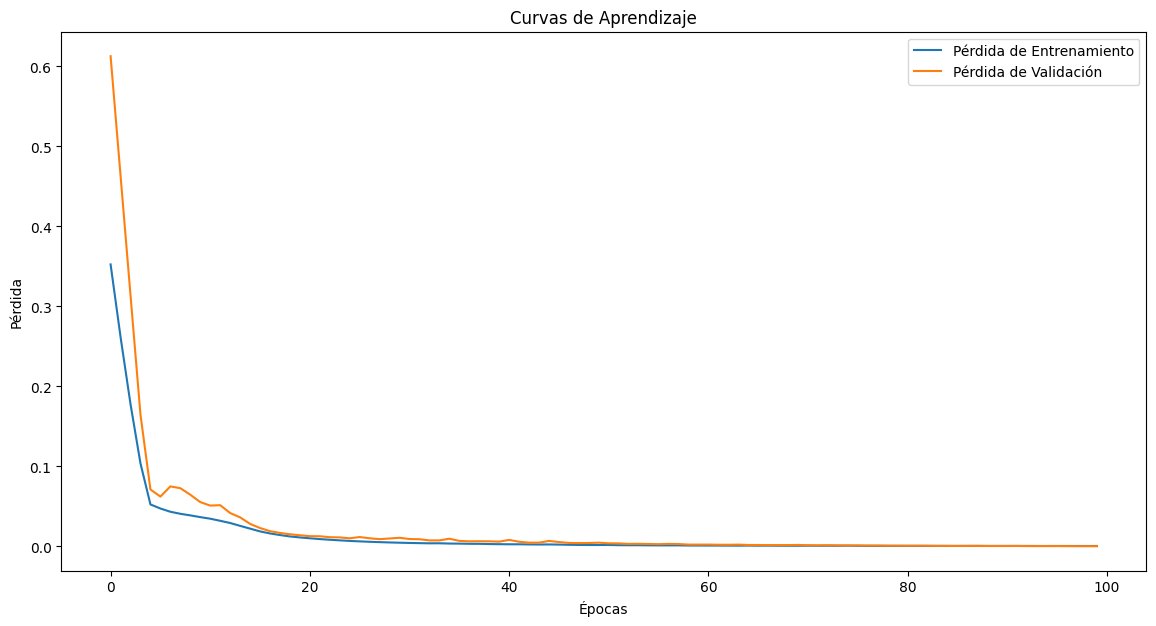 Curvas de Aprendizaje
Pérdida de Entrenamiento
Pérdida de Validación
0.6
0.5
0.4
0.3
0.2
0.1
0.0
Pérdida
0
20
40
60
80
100
Épocas